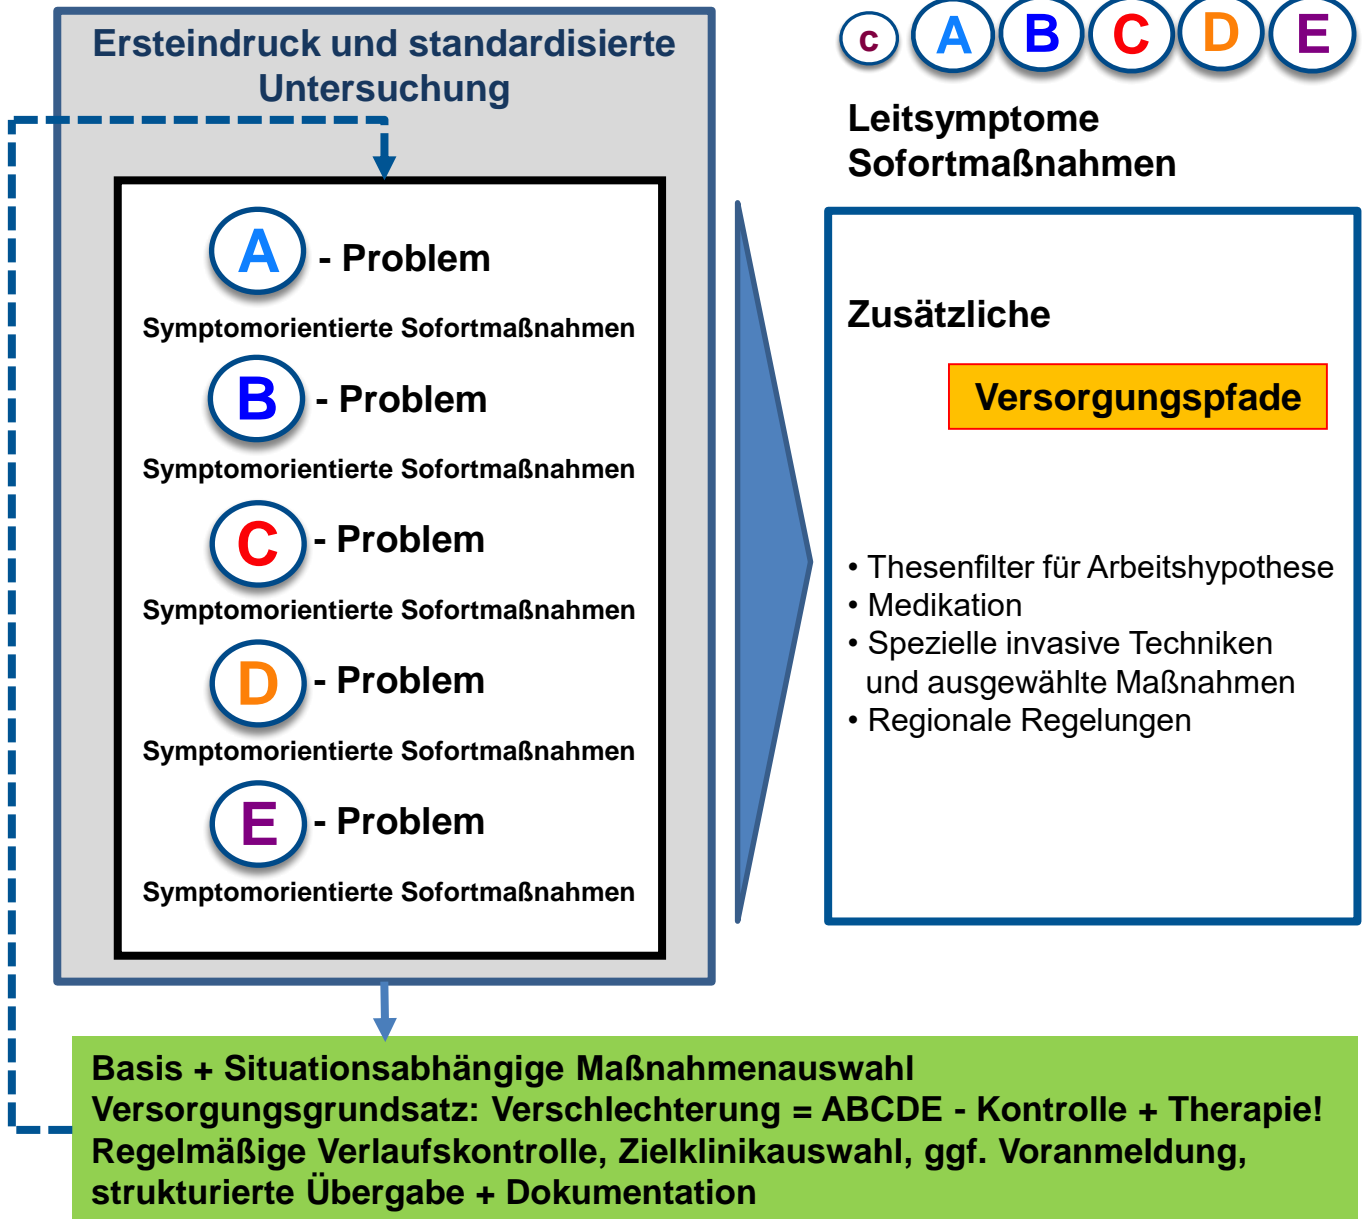 Ersteindruck und standardisierte
Untersuchung
A - Problem
Symptomorientierte Sofortmaßnahmen
B - Problem
Symptomorientierte Sofortmaßnahmen
C - Problem
Symptomorientierte Sofortmaßnahmen
D - Problem
Symptomorientierte Sofortmaßnahmen
E - Problem
Symptomorientierte Sofortmaßnahmen
c A B C D E
Leitsymptome
Sofortmaßnahmen
Zusätzliche
Versorgungspfade
• Thesenfilter für Arbeitshypothese
• Medikation
• Spezielle invasive Techniken
und ausgewählte Maßnahmen
• Regionale Regelungen
Basis + Situationsabhängige Maßnahmenauswahl
Versorgungsgrundsatz: Verschlechterung = ABCDE - Kontrolle + Therapie!
Regelmäßige Verlaufskontrolle, Zielklinikauswahl, ggf. Voranmeldung,
strukturierte Übergabe + Dokumentation